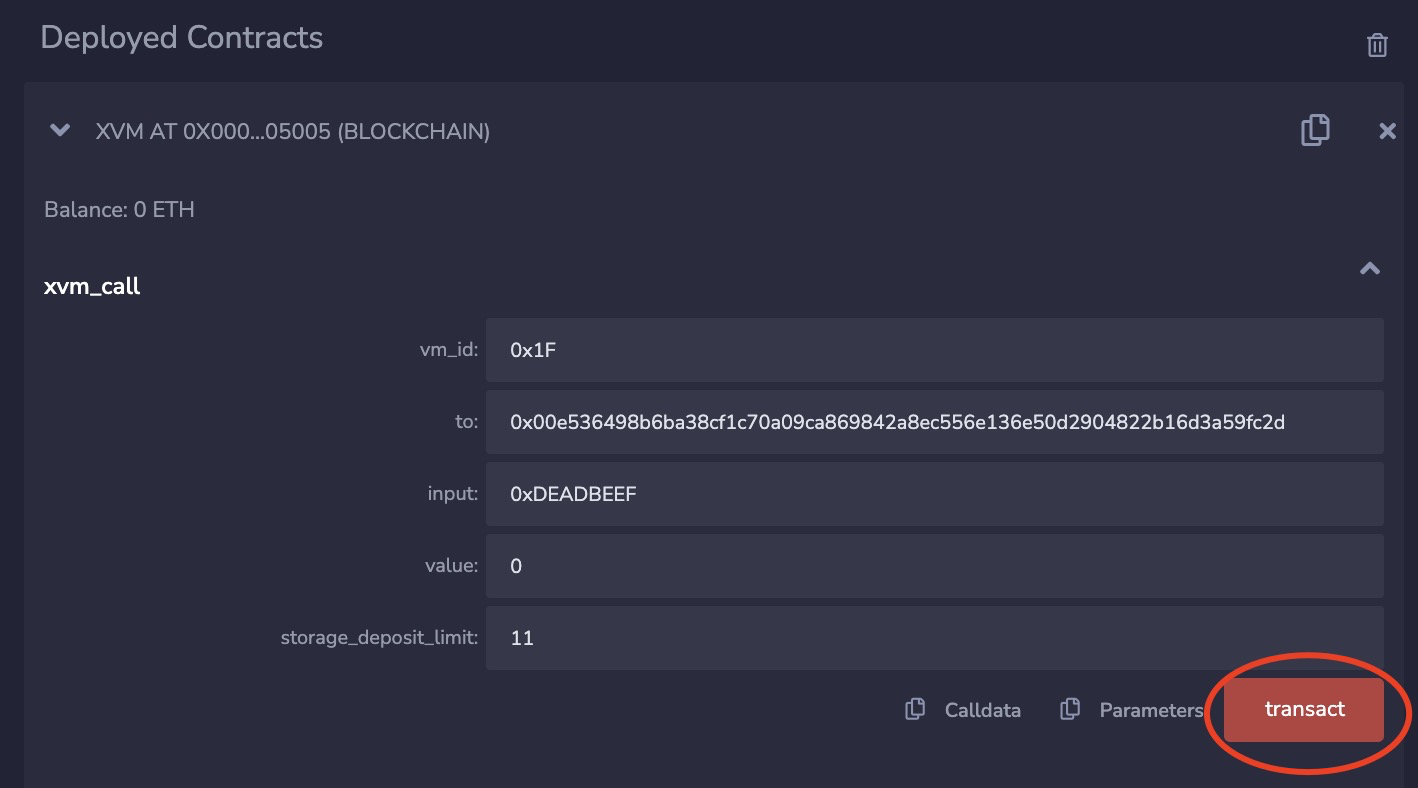 Deployed Contracts
XVM AT 0X000...05005 (BLOCKCHAIN)
Balance: 0 ETH
xvm_call
vm_id: 0x1F
to: 0x00e536498b6ba38cf1c70a09ca869842a8ec556e136e50d2904822b16d3a59fc2d
input: 0xDEADBEEF
value: 0
storage_deposit_limit: 11
Calldata Parameters transact